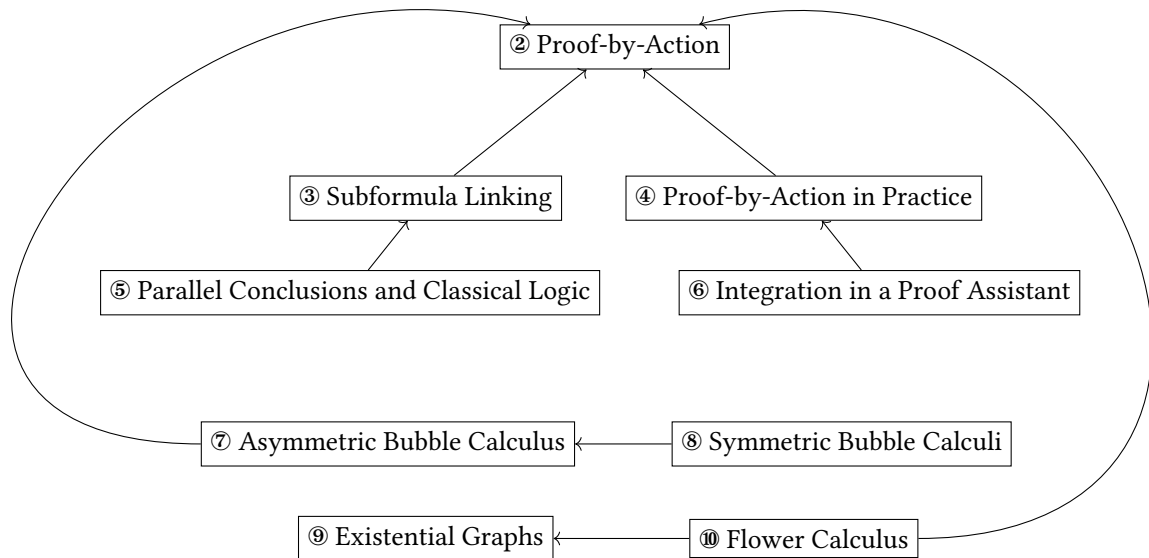 ② Proof-by-Action
③ Subformula Linking
④ Proof-by-Action in Practice
⑤ Parallel Conclusions and Classical Logic
⑥ Integration in a Proof Assistant
⑦ Asymmetric Bubble Calculus
⑧ Symmetric Bubble Calculi
⑨ Existential Graphs
⑩ Flower Calculus